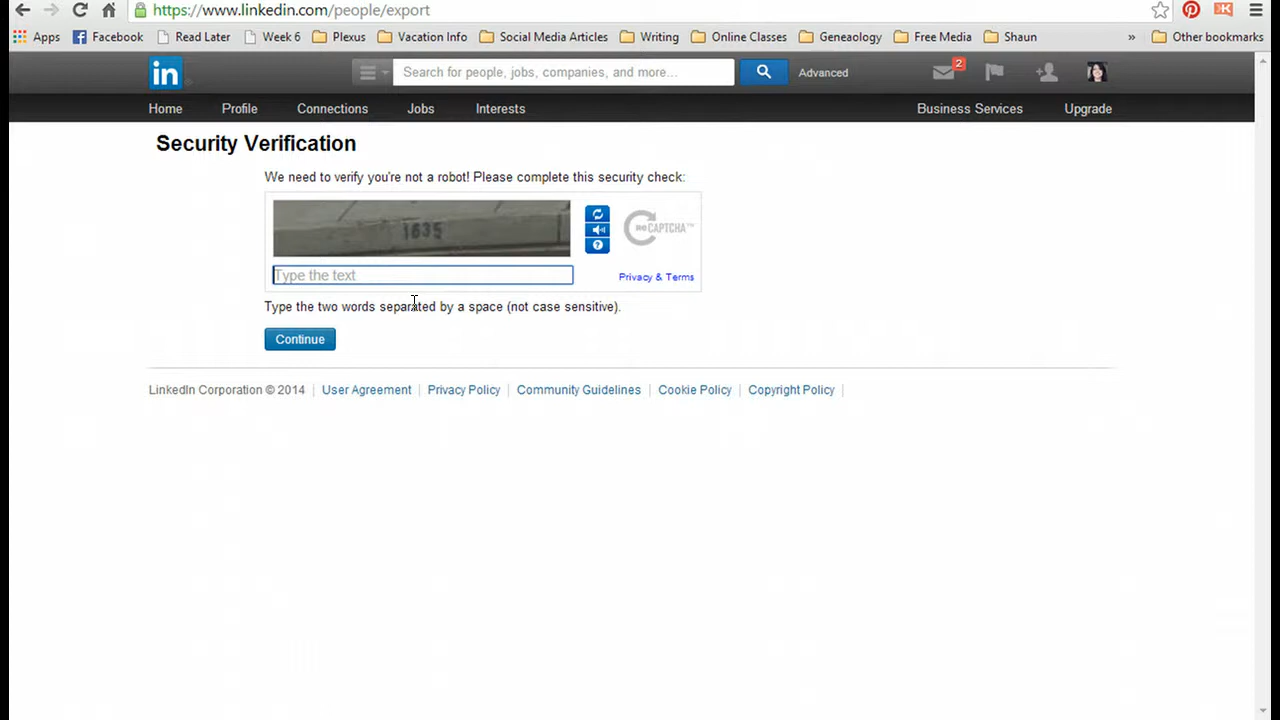 https://www.linkedin.com/people/export
Apps Facebook Read Later Week 6 Plexus Vacation Info Social Media Articles Writing Online Classes Geneaology Free Media Shaun » Other bookmarks
in Search for people, jobs, companies, and more... Advanced 2
Home Profile Connections Jobs Interests Business Services Upgrade
Security Verification
We need to verify you're not a robot! Please complete this security check:
1635
reCAPTCHA™
Type the text
Privacy & Terms
Type the two words separated by a space (not case sensitive).
Continue
LinkedIn Corporation © 2014 | User Agreement | Privacy Policy | Community Guidelines | Cookie Policy | Copyright Policy |